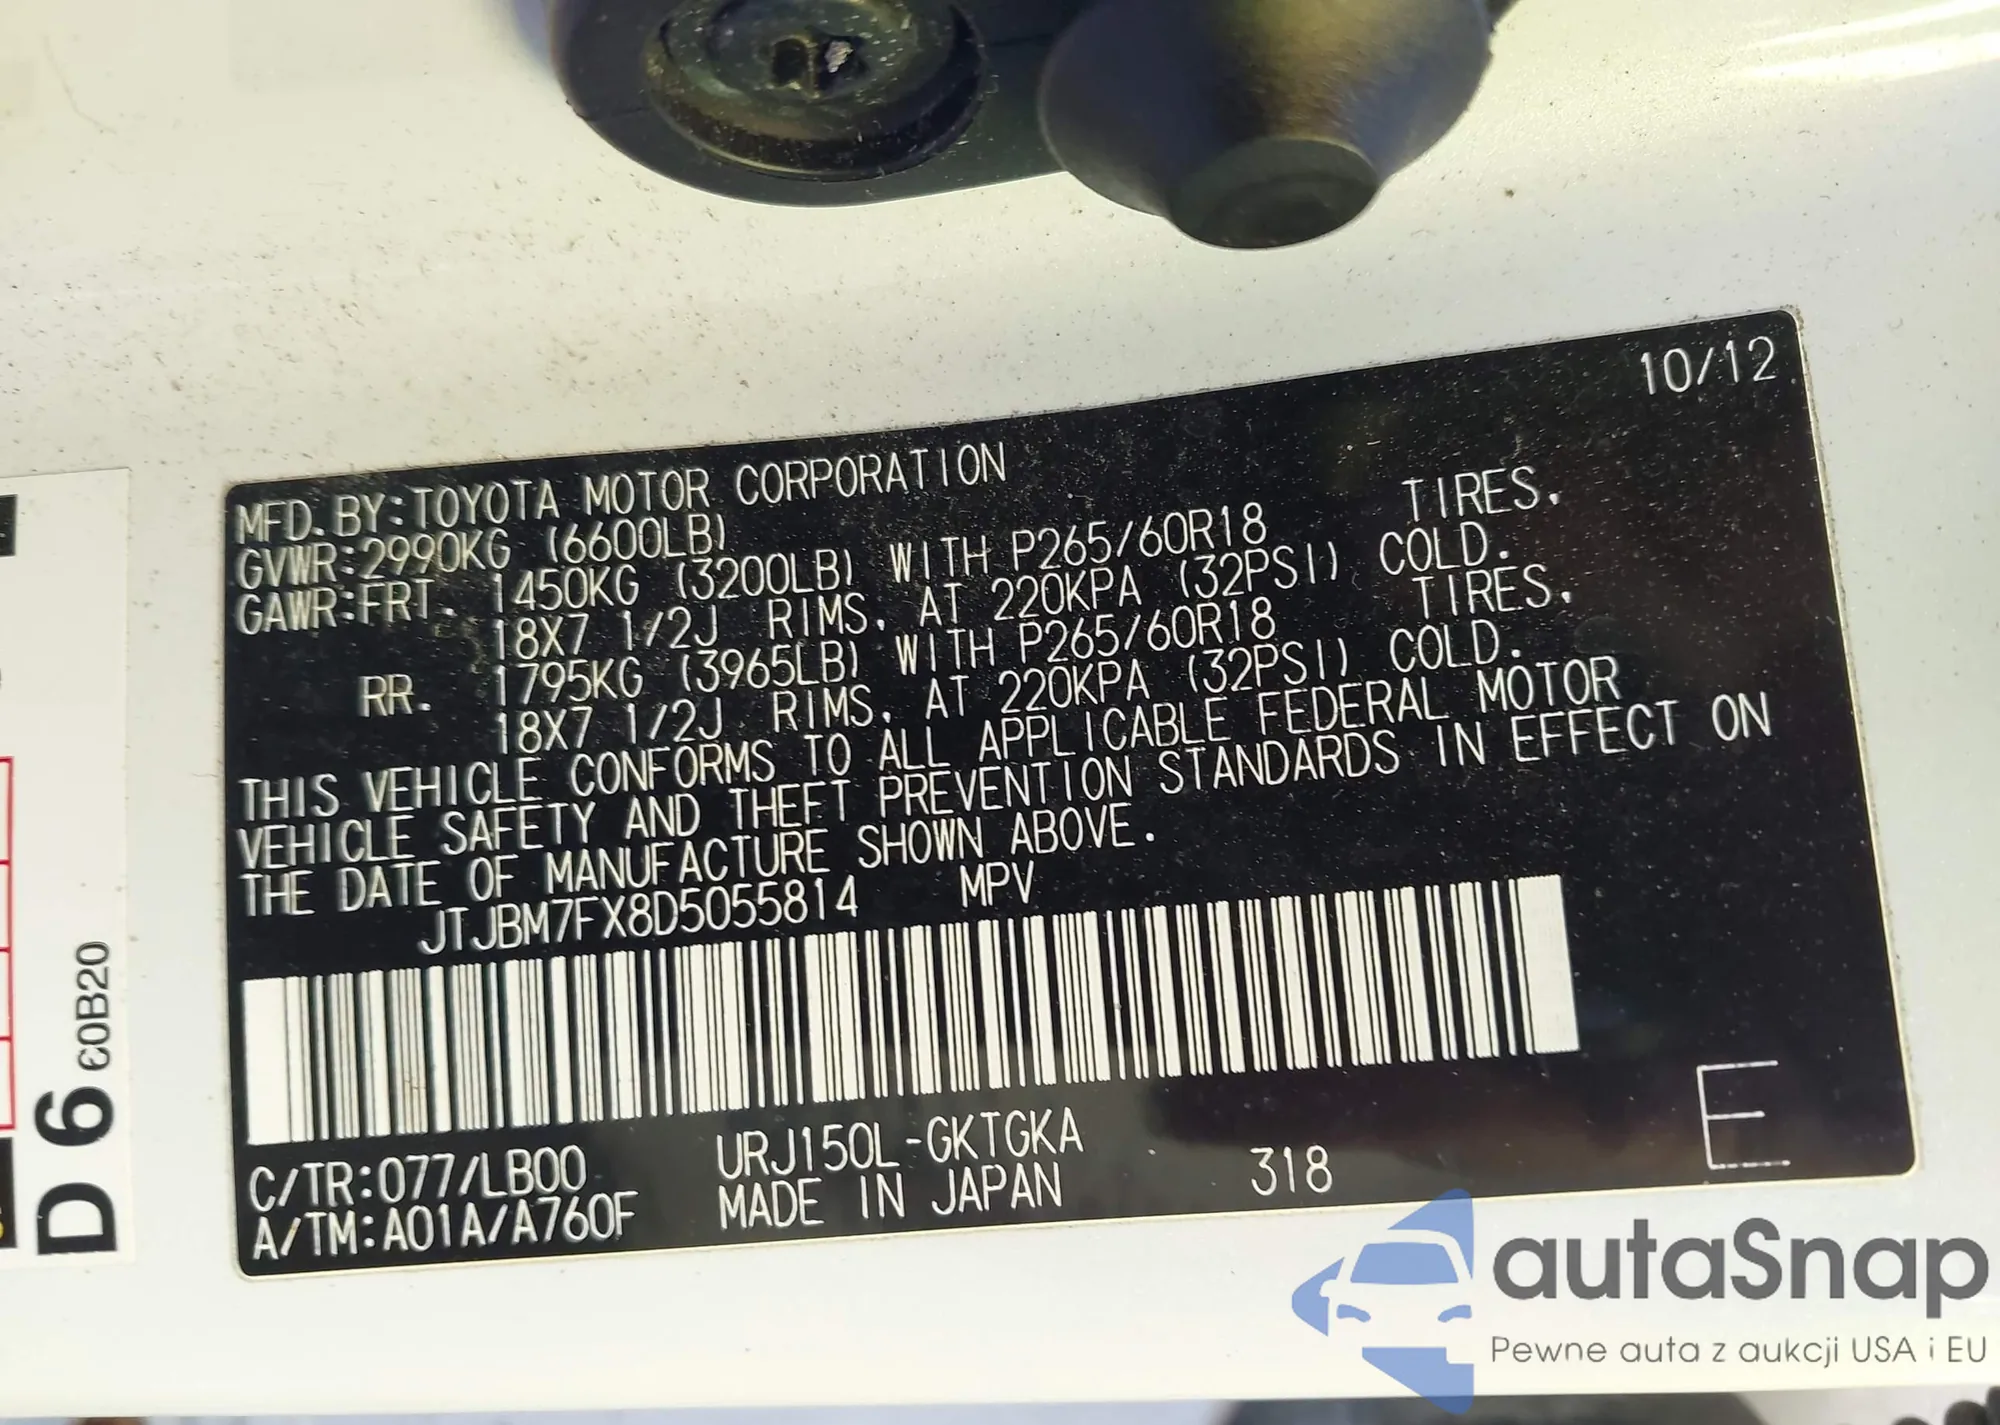 10/12
MFD. BY: TOYOTA MOTOR CORPORATION
GVWR: 2990KG (6600LB)
GAWR: FRT. 1450KG (3200LB) WITH P265/60R18 TIRES.
18X7 1/2J RIMS, AT 220KPA (32PSI) COLD.
RR. 1795KG (3965LB) WITH P265/60R18 TIRES.
18X7 1/2J RIMS, AT 220KPA (32PSI) COLD.
THIS VEHICLE CONFORMS TO ALL APPLICABLE FEDERAL MOTOR
VEHICLE SAFETY AND THEFT PREVENTION STANDARDS IN EFFECT ON
THE DATE OF MANUFACTURE SHOWN ABOVE.
JTJBM7FX8D5055814 MPV
C/TR: 077/LB00 URJ150L-GKTGKA
A/TM: A01A/A760F MADE IN JAPAN 318
E
D 6 60B20
autaSnap
Pewne auta z aukcji USA i EU